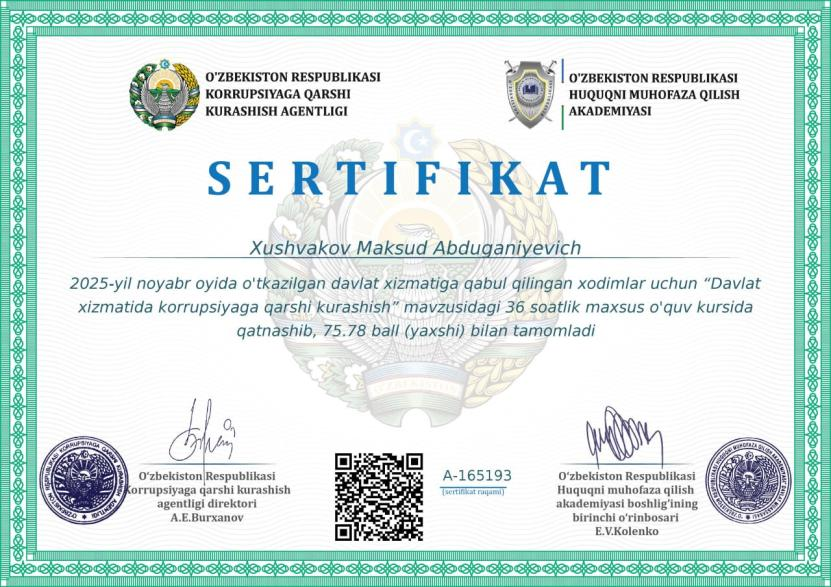 O‘ZBEKISTON RESPUBLIKASI
KORRUPSIYAGA QARSHI
KURASHISH AGENTLIGI
O‘ZBEKISTON RESPUBLIKASI
HUQUQNI MUHOFAZA QILISH
AKADEMIYASI
SERTIFIKAT
Xushvakov Maksud Abduganiyevich
2025-yil noyabr oyida o'tkazilgan davlat xizmatiga qabul qilingan xodimlar uchun “Davlat
xizmatida korrupsiyaga qarshi kurashish” mavzusidagi 36 soatlik maxsus o'quv kursida
qatnashib, 75.78 ball (yaxshi) bilan tamomladi
O‘zbekiston Respublikasi
Korrupsiyaga qarshi kurashish
agentligi direktori
A.E.Burxanov
A-165193
(sertifikat raqami)
O‘zbekiston Respublikasi
Huquqni muhofaza qilish
akademiyasi boshlig‘ining
birinchi o‘rinbosari
E.V.Kolenko